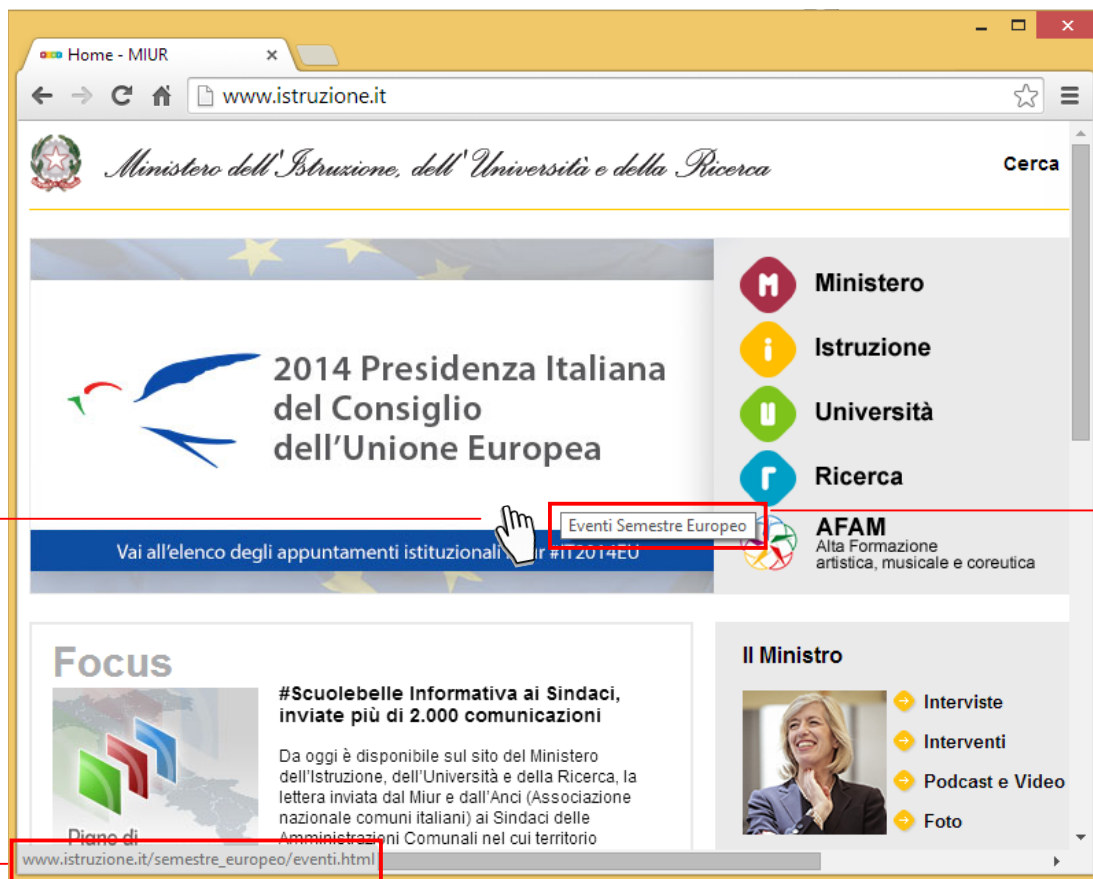 Home - MIUR
www.istruzione.it
Ministero dell'Istruzione, dell'Università e della Ricerca
Cerca
2014 Presidenza Italiana
del Consiglio
dell'Unione Europea
Vai all'elenco degli appuntamenti istituzionali #IT2014EU
Eventi Semestre Europeo
M Ministero
i Istruzione
U Università
r Ricerca
AFAM
Alta Formazione
artistica, musicale e coreutica
Focus
#Scuolebelle Informativa ai Sindaci,
inviate più di 2.000 comunicazioni
Da oggi è disponibile sul sito del Ministero
dell'Istruzione, dell'Università e della Ricerca, la
lettera inviata dal Miur e dall'Anci (Associazione
nazionale comuni italiani) ai Sindaci delle
Amministrazioni Comunali nel cui territorio
Piano di
Il Ministro
Interviste
Interventi
Podcast e Video
Foto
www.istruzione.it/semestre_europeo/eventi.html